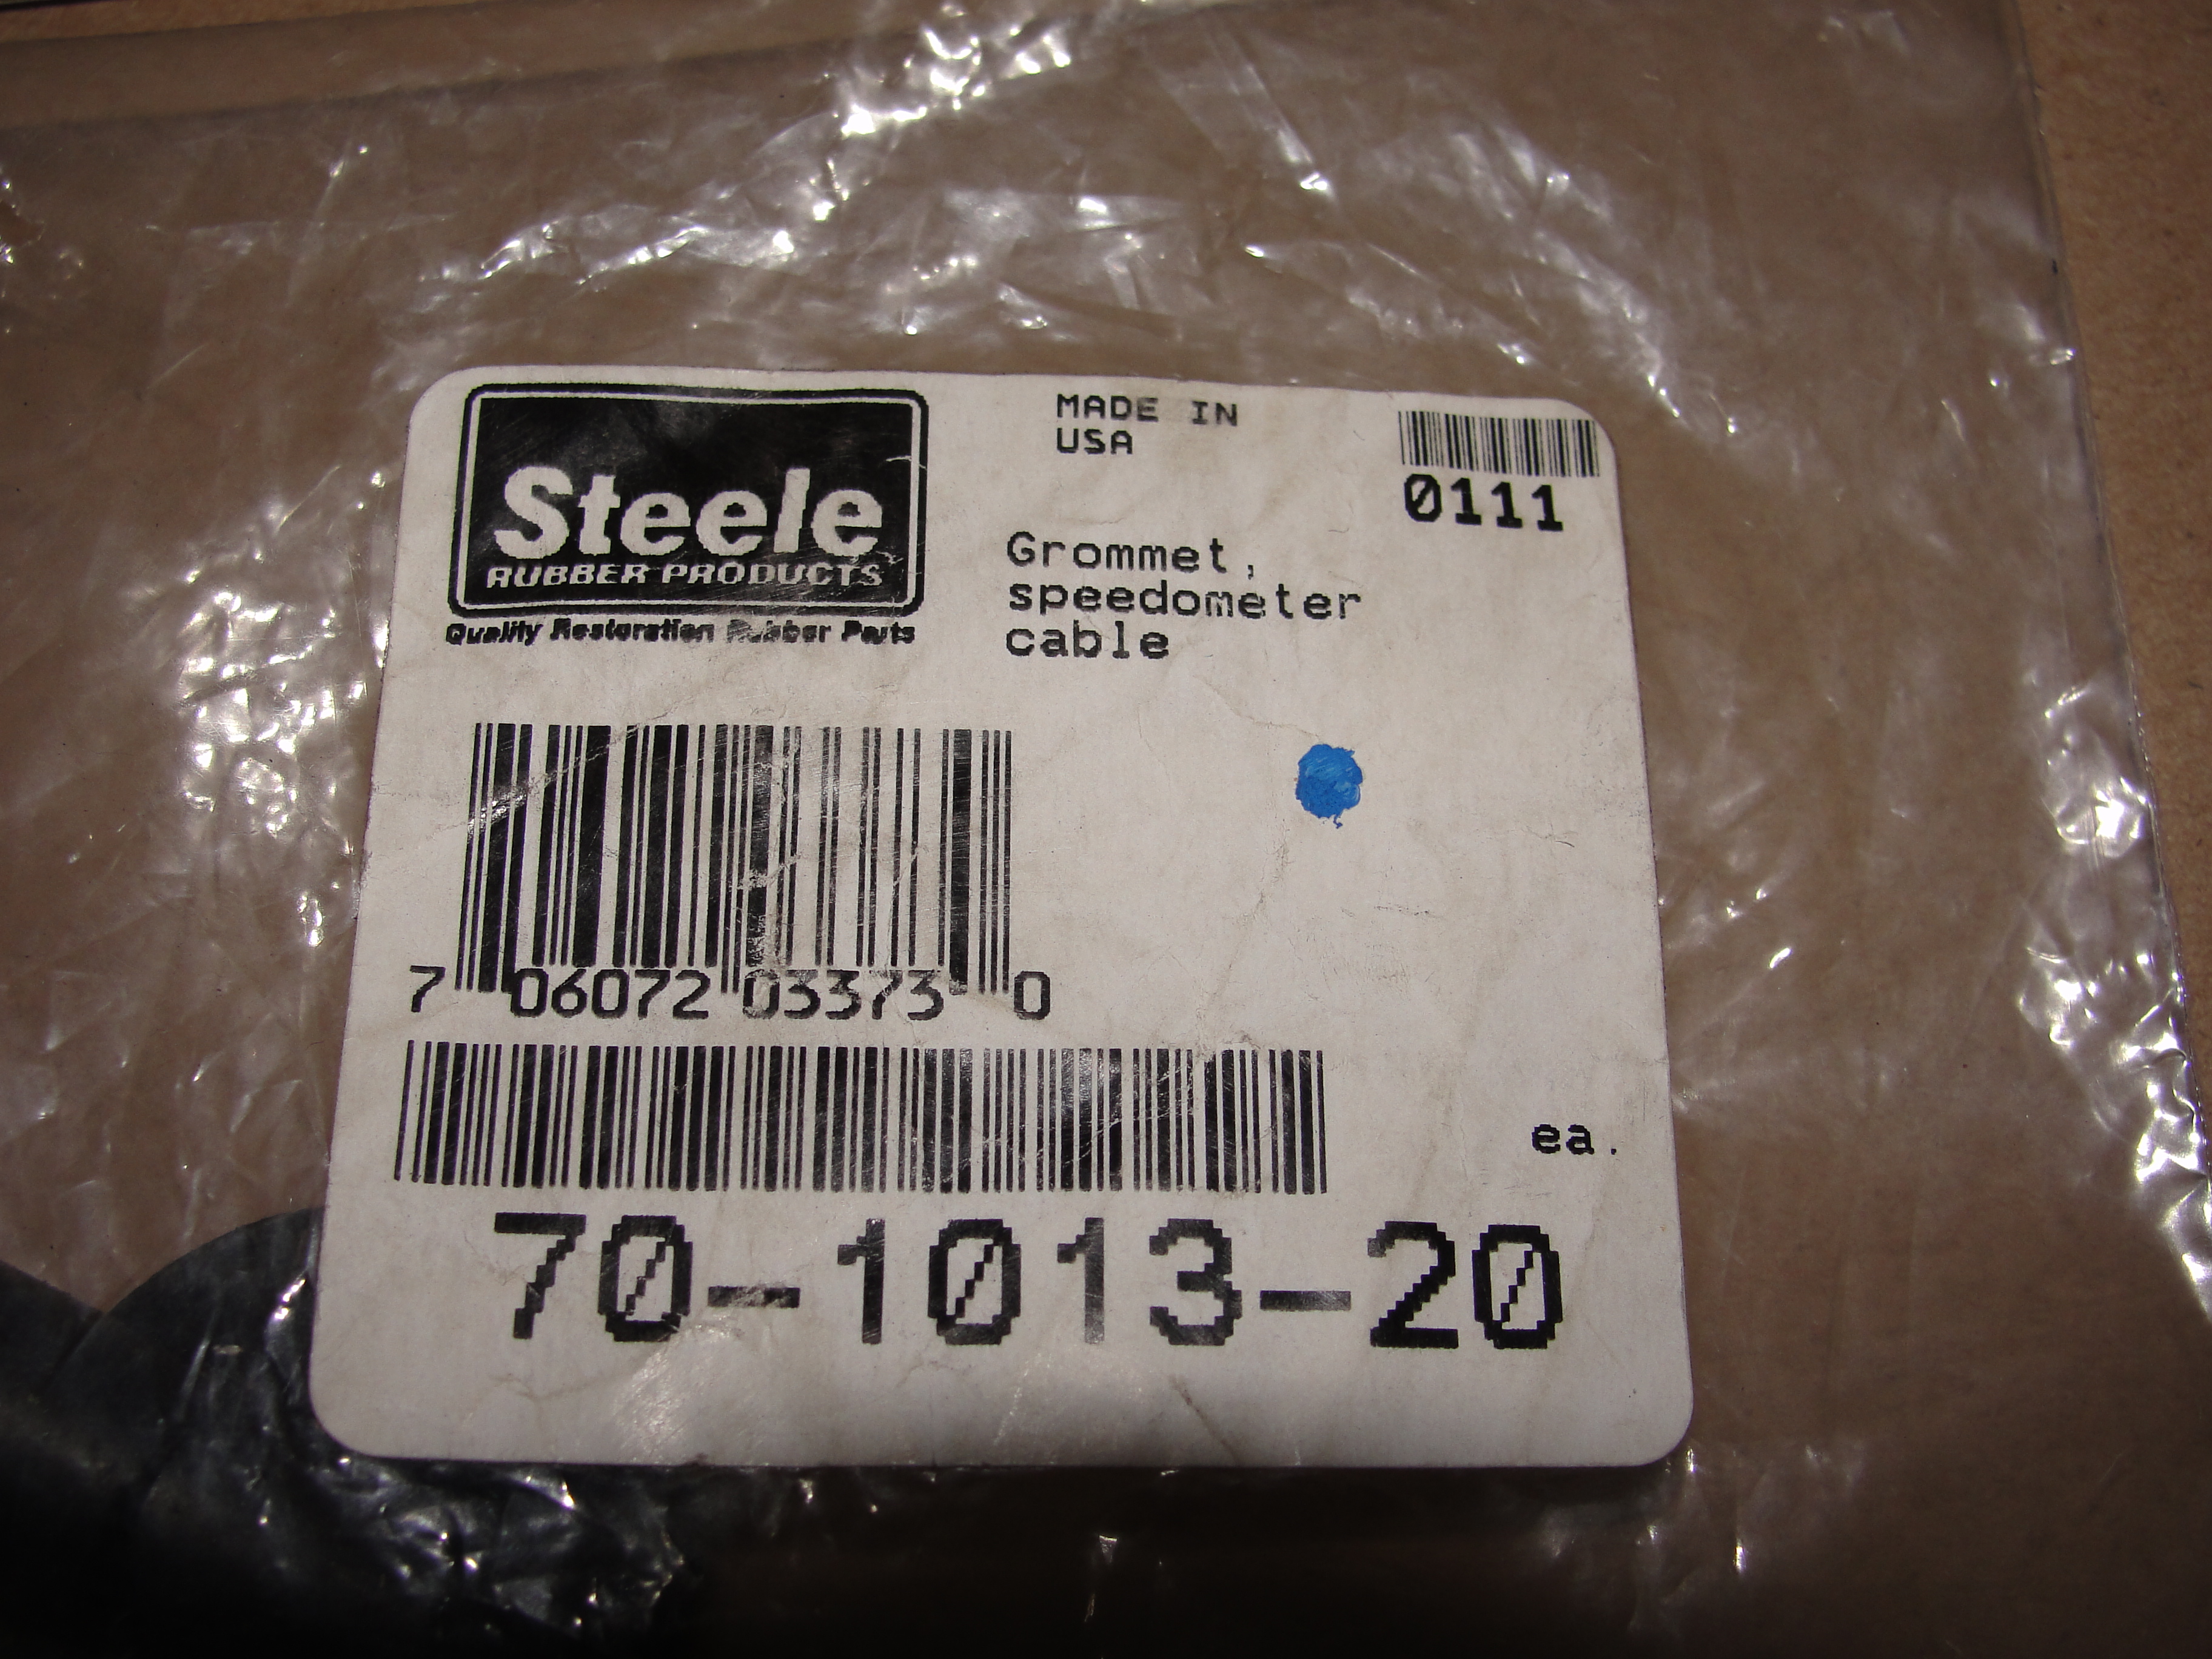 Steele
RUBBER PRODUCTS
Quality Restoration Rubber Parts
MADE IN
USA
0111
Grommet,
speedometer
cable
7 06072 03373 0
ea.
70-1013-20